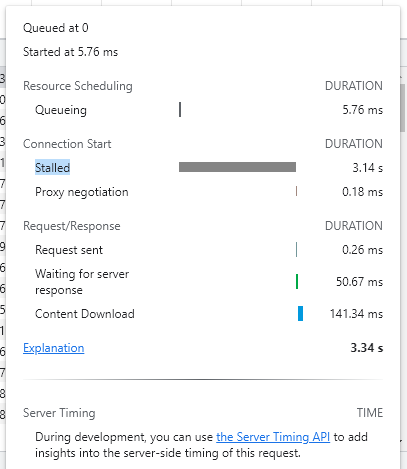 Queued at 0
Started at 5.76 ms
Resource Scheduling DURATION
Queueing 5.76 ms
Connection Start DURATION
Stalled 3.14 s
Proxy negotiation 0.18 ms
Request/Response DURATION
Request sent 0.26 ms
Waiting for server
response 50.67 ms
Content Download 141.34 ms
Explanation 3.34 s
Server Timing TIME
During development, you can use the Server Timing API to add
insights into the server-side timing of this request.